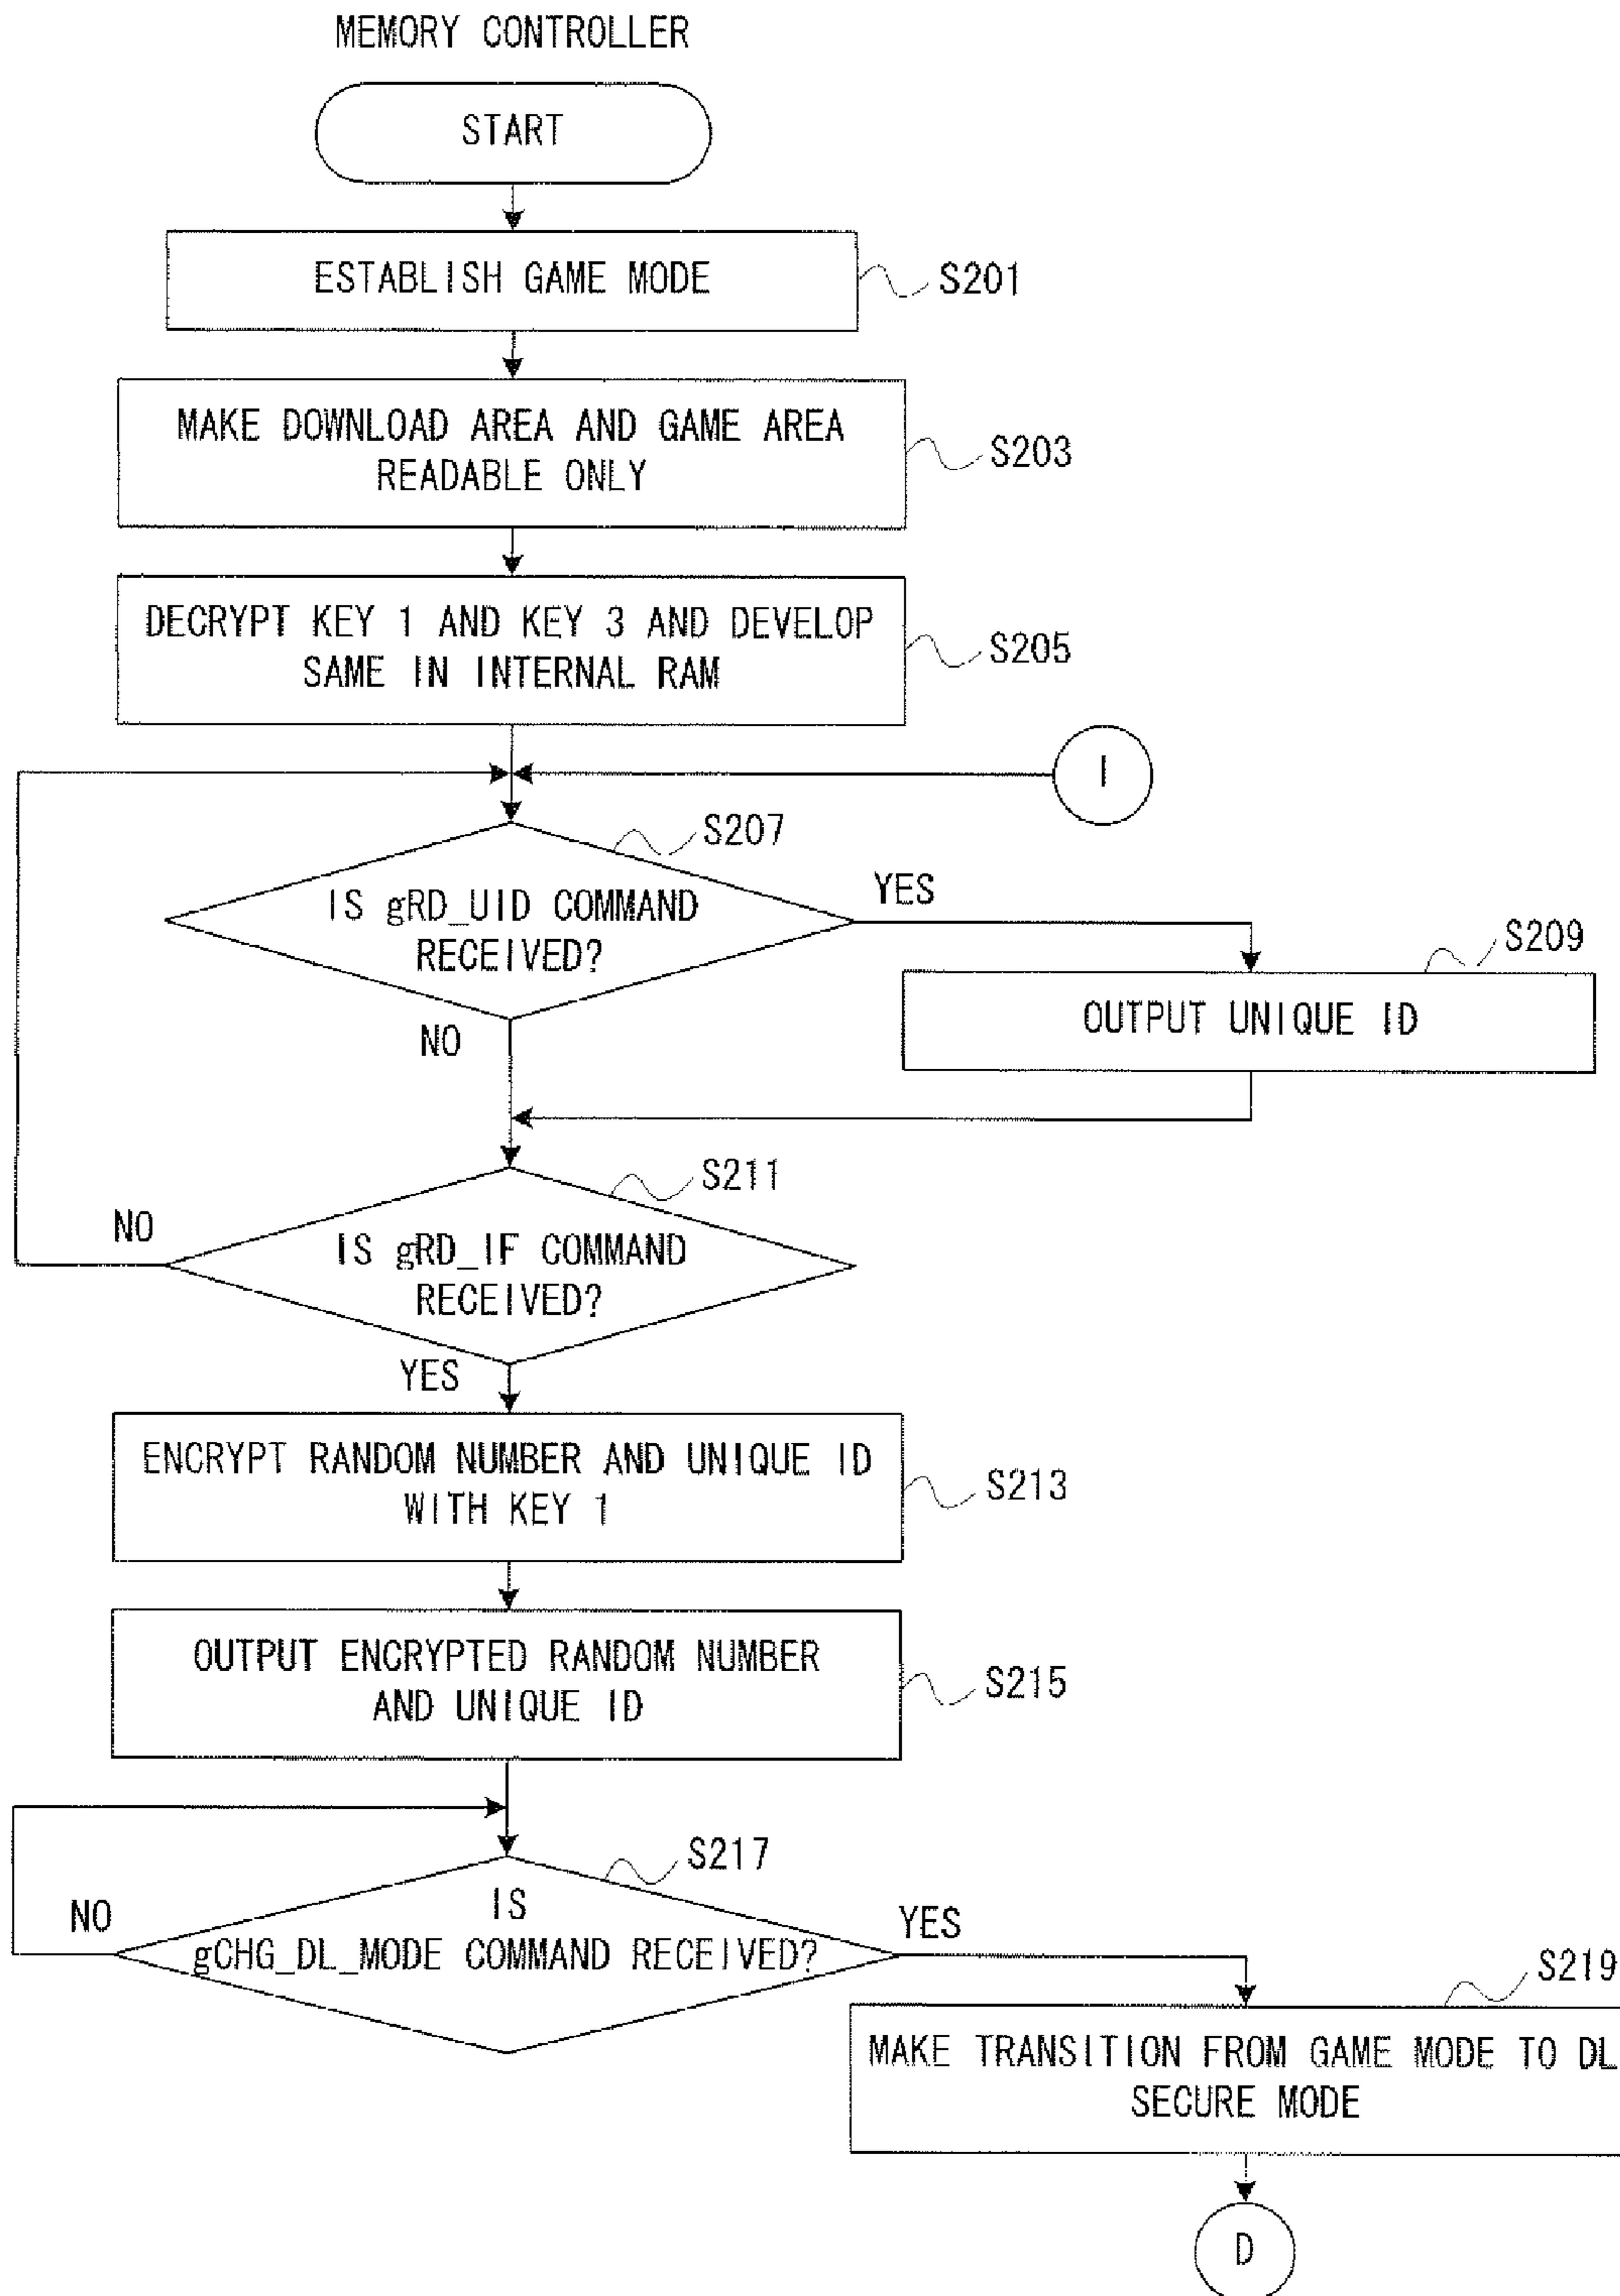 MEMORY CONTROLLER
START
ESTABLISH GAME MODE
S201
MAKE DOWNLOAD AREA AND GAME AREA
READABLE ONLY
S203
DECRYPT KEY 1 AND KEY 3 AND DEVELOP
SAME IN INTERNAL RAM
S205
I
S207
IS gRD_UID COMMAND
RECEIVED?
YES
NO
S209
OUTPUT UNIQUE ID
S211
NO
IS gRD_IF COMMAND
RECEIVED?
YES
ENCRYPT RANDOM NUMBER AND UNIQUE ID
WITH KEY 1
S213
OUTPUT ENCRYPTED RANDOM NUMBER
AND UNIQUE ID
S215
S217
NO
IS
gCHG_DL_MODE COMMAND RECEIVED?
YES
S219
MAKE TRANSITION FROM GAME MODE TO DL
SECURE MODE
D